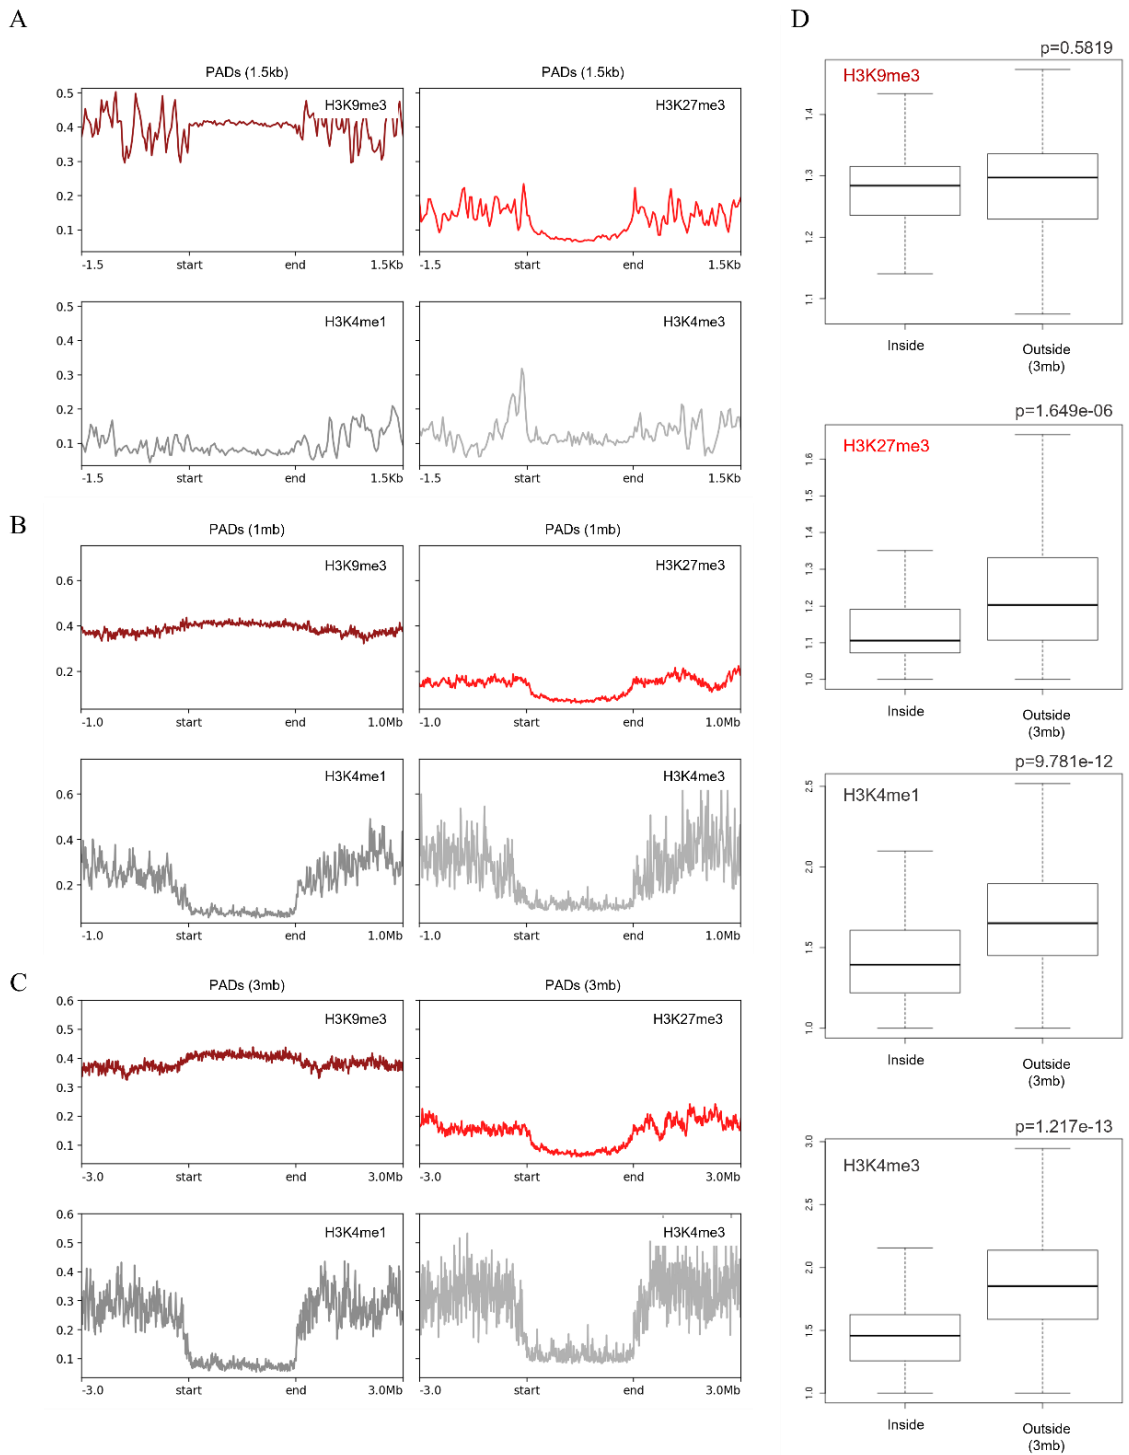 A
PADs (1.5kb)
PADs (1.5kb)
H3K9me3
H3K27me3
0.5
0.4
0.3
0.2
0.1
-1.5
start
end
1.5Kb
-1.5
start
end
1.5Kb
H3K4me1
H3K4me3
0.5
0.4
0.3
0.2
0.1
-1.5
start
end
1.5Kb
-1.5
start
end
1.5Kb
B
PADs (1mb)
PADs (1mb)
H3K9me3
H3K27me3
0.6
0.4
0.2
-1.0
start
end
1.0Mb
-1.0
start
end
1.0Mb
H3K4me1
H3K4me3
0.6
0.4
0.2
-1.0
start
end
1.0Mb
-1.0
start
end
1.0Mb
C
PADs (3mb)
PADs (3mb)
H3K9me3
H3K27me3
0.6
0.5
0.4
0.3
0.2
0.1
-3.0
start
end
3.0Mb
-3.0
start
end
3.0Mb
H3K4me1
H3K4me3
0.6
0.5
0.4
0.3
0.2
0.1
-3.0
start
end
3.0Mb
-3.0
start
end
3.0Mb
D
p=0.5819
H3K9me3
1.4
1.3
1.2
1.1
Inside
Outside
(3mb)
p=1.649e-06
H3K27me3
1.6
1.5
1.4
1.3
1.2
1.1
1.0
Inside
Outside
(3mb)
p=9.781e-12
H3K4me1
2.5
2.0
1.5
1.0
Inside
Outside
(3mb)
p=1.217e-13
H3K4me3
3.0
2.5
2.0
1.5
1.0
Inside
Outside
(3mb)